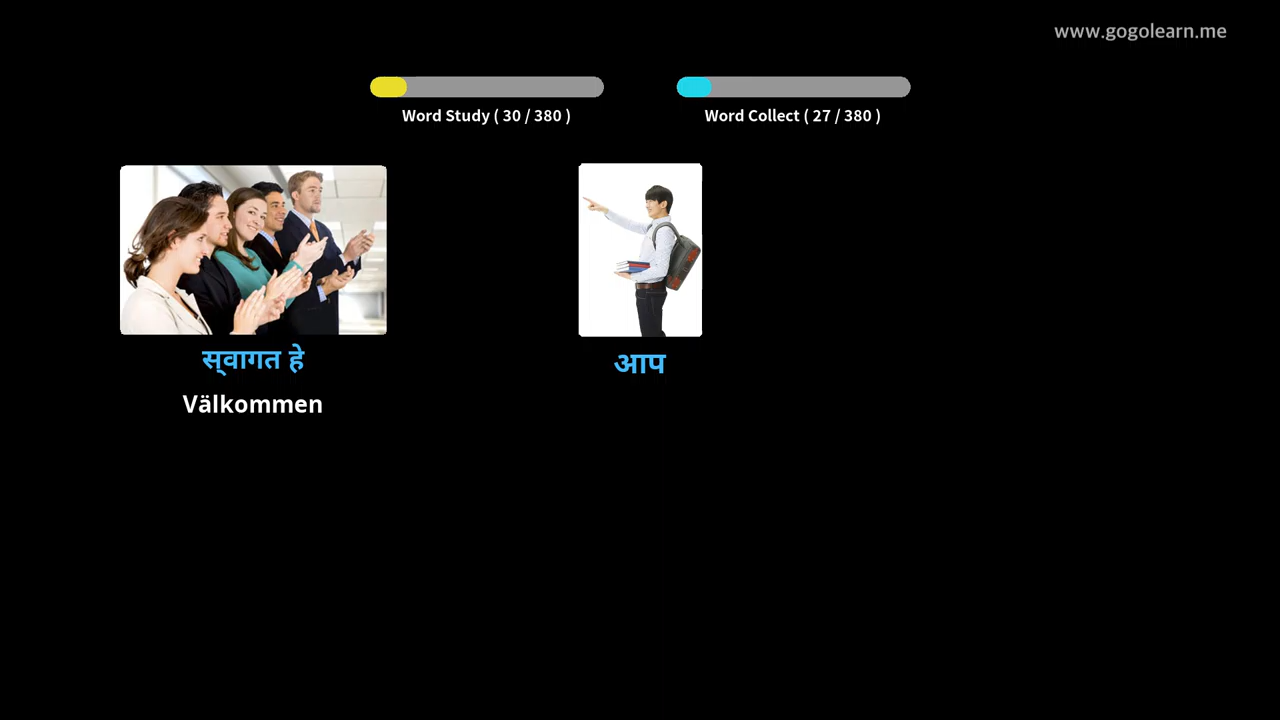 www.gogolearn.me
Word Study ( 30 / 380 )
Word Collect ( 27 / 380 )
स्वागत हे
Välkommen
आप